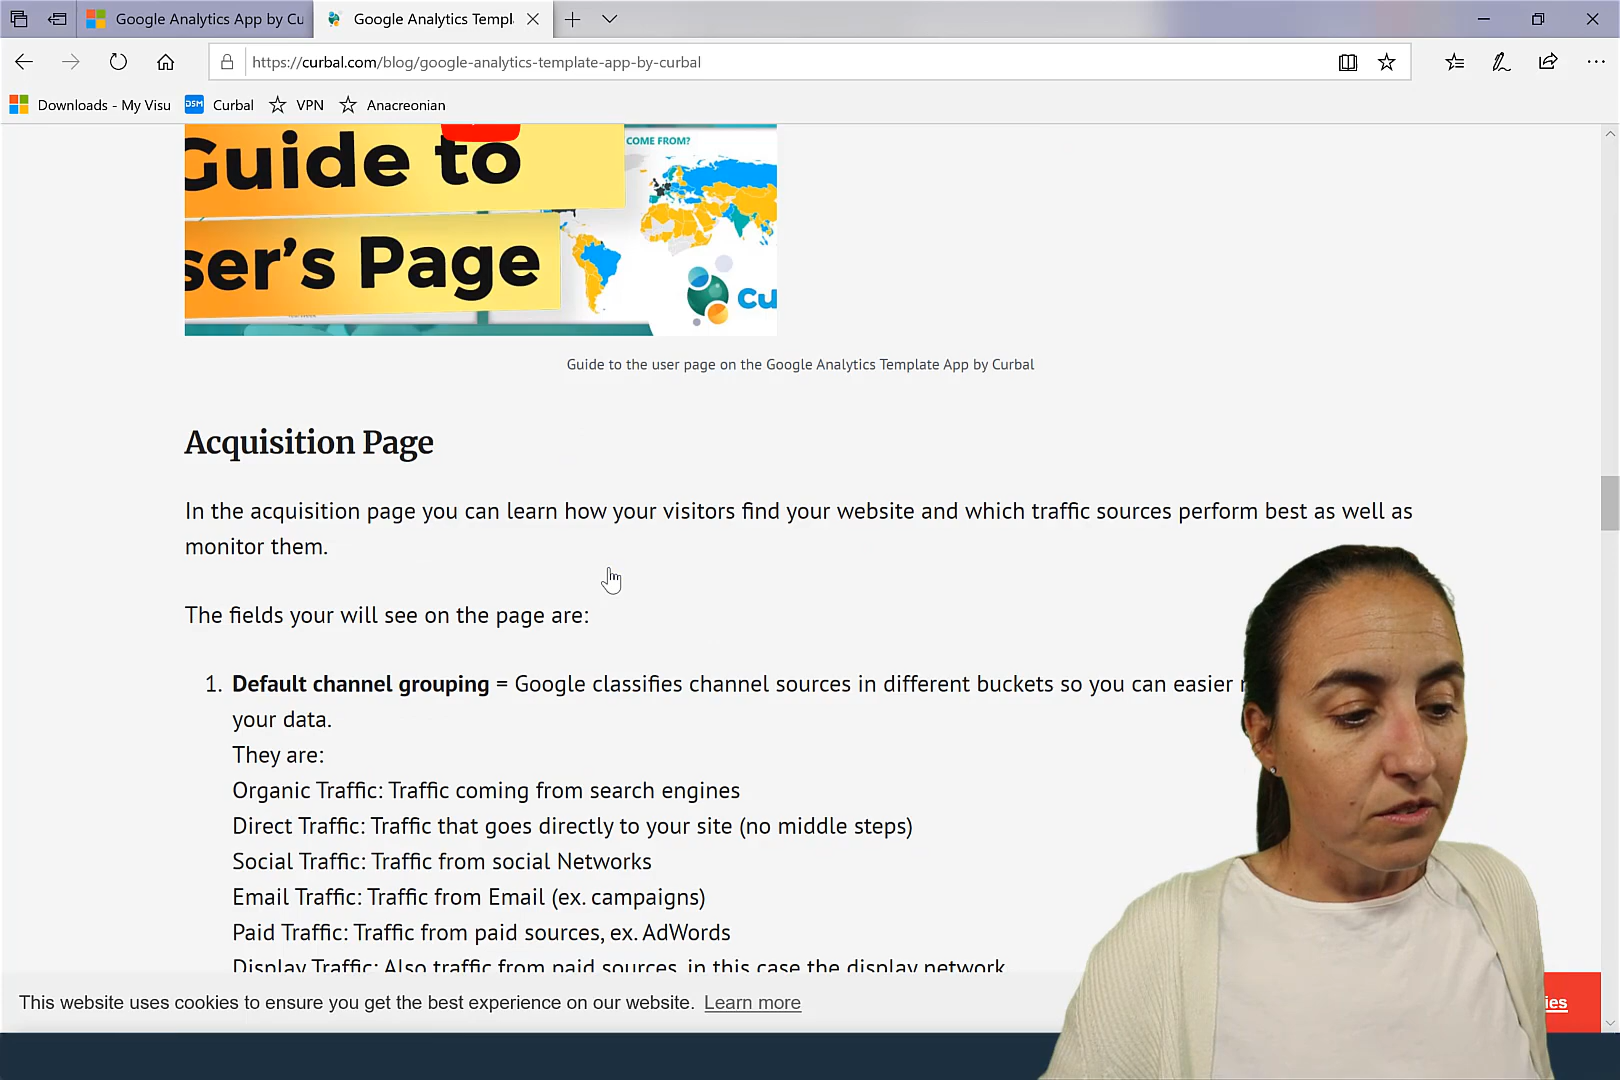 Google Analytics App by Cu
Google Analytics Templ
https://curbal.com/blog/google-analytics-template-app-by-curbal
Downloads - My Visu
DSM
Curbal
VPN
Anacreonian
Guide to
ser's Page
COME FROM?
Cu
Guide to the user page on the Google Analytics Template App by Curbal
Acquisition Page
In the acquisition page you can learn how your visitors find your website and which traffic sources perform best as well as
monitor them.
The fields your will see on the page are:
1. Default channel grouping = Google classifies channel sources in different buckets so you can easier
your data.
They are:
Organic Traffic: Traffic coming from search engines
Direct Traffic: Traffic that goes directly to your site (no middle steps)
Social Traffic: Traffic from social Networks
Email Traffic: Traffic from Email (ex. campaigns)
Paid Traffic: Traffic from paid sources, ex. AdWords
Display Traffic: Also traffic from paid sources, in this case the display network
This website uses cookies to ensure you get the best experience on our website. Learn more
ies